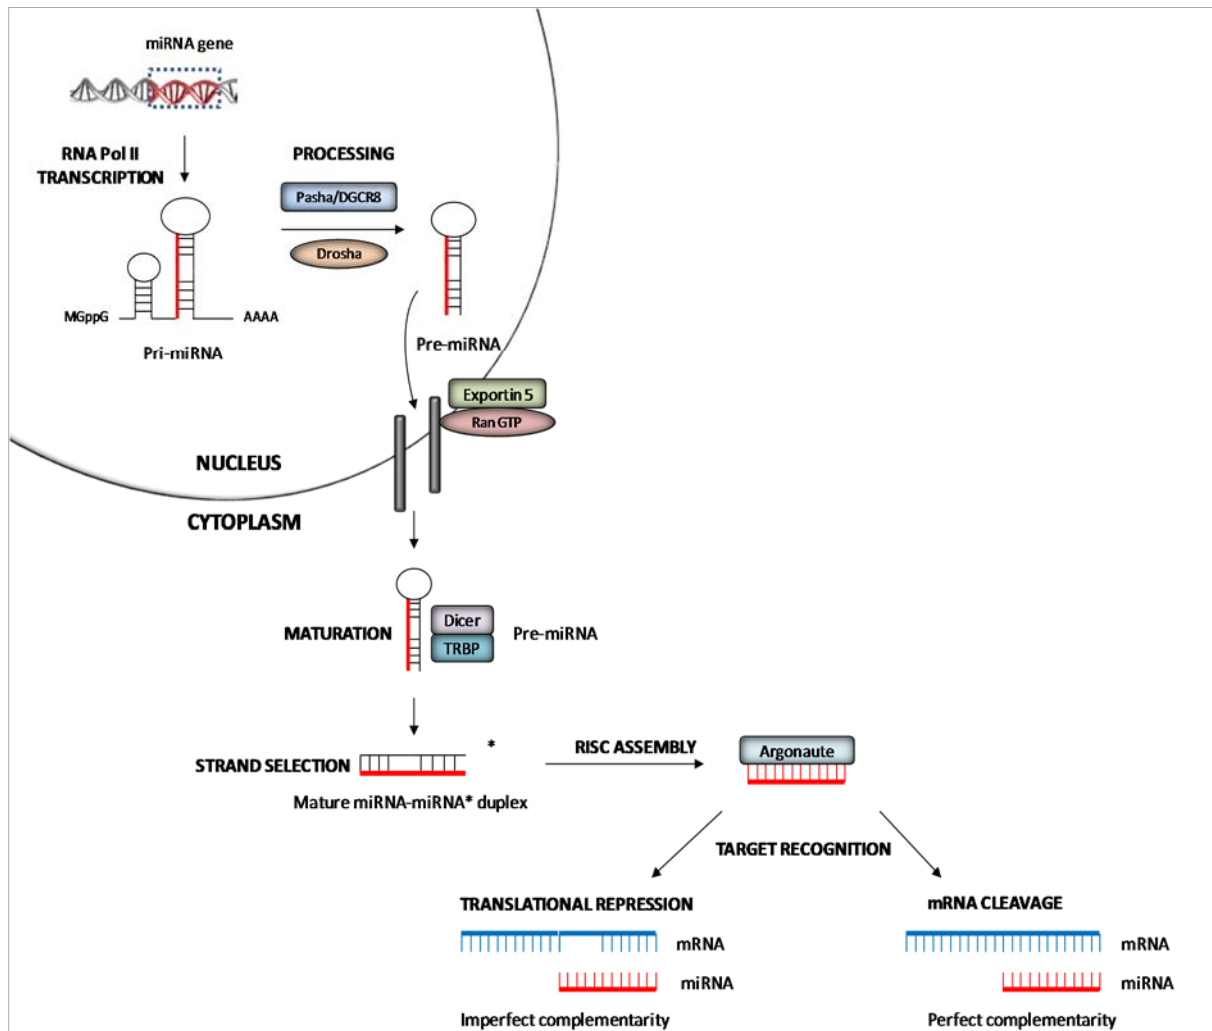 miRNA gene
RNA Pol II
TRANSCRIPTION
PROCESSING
Pasha/DGCR8
Drosha
MGppG
AAAA
Pri-miRNA
Pre-miRNA
Exportin 5
Ran GTP
NUCLEUS
CYTOPLASM
MATURATION
Dicer
TRBP
Pre-miRNA
STRAND SELECTION
*
RISC ASSEMBLY
Argonaute
Mature miRNA-miRNA* duplex
TARGET RECOGNITION
TRANSLATIONAL REPRESSION
mRNA CLEAVAGE
mRNA
mRNA
miRNA
miRNA
Imperfect complementarity
Perfect complementarity